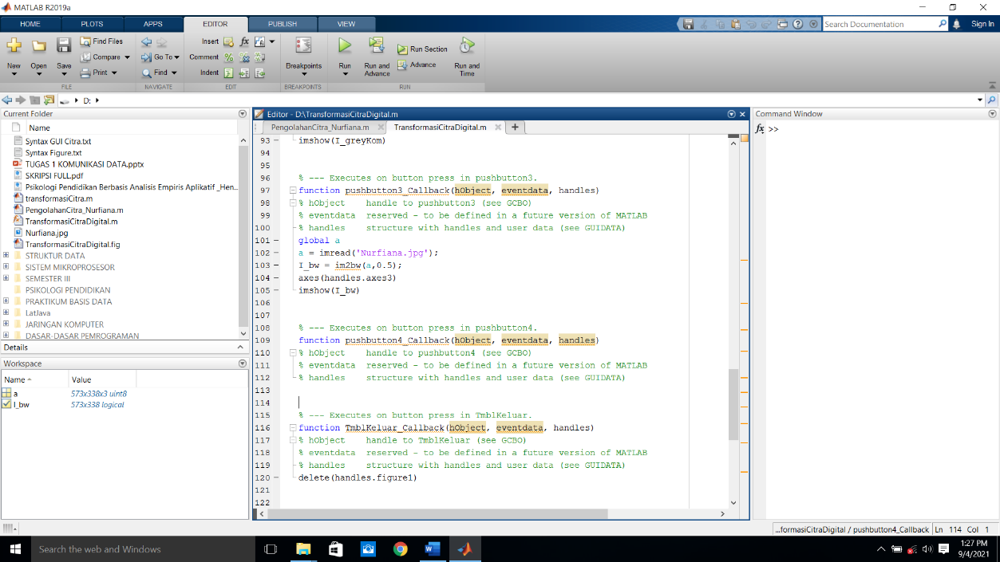 MATLAB R2019a
HOME PLOTS APPS EDITOR PUBLISH VIEW
Search Documentation
Sign In
New Open Save
Find Files
Compare
Print
Go To
Find
Insert
Comment
Indent
Breakpoints
Run
Run and Advance
Run Section
Advance
Run and Time
FILE NAVIGATE EDIT BREAKPOINTS RUN
D:
Current Folder
Name
Syntax GUI Citra.txt
Syntax Figure.txt
TUGAS 1 KOMUNIKASI DATA.pptx
SKRIPSI FULL.pdf
Psikologi Pendidikan Berbasis Analisis Empiris Aplikatif _Hen...
transformasiCitra.m
PengolahanCitra_Nurfiana.m
TransformasiCitraDigital.m
Nurfiana.jpg
TransformasiCitraDigital.fig
STRUKTUR DATA
SISTEM MIKROPROSESOR
SEMESTER III
PSIKOLOGI PENDIDIKAN
PRAKTIKUM BASIS DATA
LatJava
JARINGAN KOMPUTER
DASAR-DASAR PEMROGRAMAN
Details
Workspace
Name Value
a 573x338x3 uint8
I_bw 573x338 logical
Editor - D:\TransformasiCitraDigital.m
PengolahanCitra_Nurfiana.m TransformasiCitraDigital.m
93 imshow(I_greyKom)
94
95
96 % --- Executes on button press in pushbutton3.
97 function pushbutton3_Callback(hObject, eventdata, handles)
98 % hObject    handle to pushbutton3 (see GCBO)
99 % eventdata  reserved - to be defined in a future version of MATLAB
100 % handles    structure with handles and user data (see GUIDATA)
101 global a
102 a = imread('Nurfiana.jpg');
103 I_bw = im2bw(a,0.5);
104 axes(handles.axes3)
105 imshow(I_bw)
106
107
108 % --- Executes on button press in pushbutton4.
109 function pushbutton4_Callback(hObject, eventdata, handles)
110 % hObject    handle to pushbutton4 (see GCBO)
111 % eventdata  reserved - to be defined in a future version of MATLAB
112 % handles    structure with handles and user data (see GUIDATA)
113
114
115 % --- Executes on button press in TmblKeluar.
116 function TmblKeluar_Callback(hObject, eventdata, handles)
117 % hObject    handle to TmblKeluar (see GCBO)
118 % eventdata  reserved - to be defined in a future version of MATLAB
119 % handles    structure with handles and user data (see GUIDATA)
120 delete(handles.figure1)
121
122
Command Window
fx >>
...formasiCitraDigital / pushbutton4_Callback Ln 114 Col 1
Search the web and Windows
1:27 PM
9/4/2021